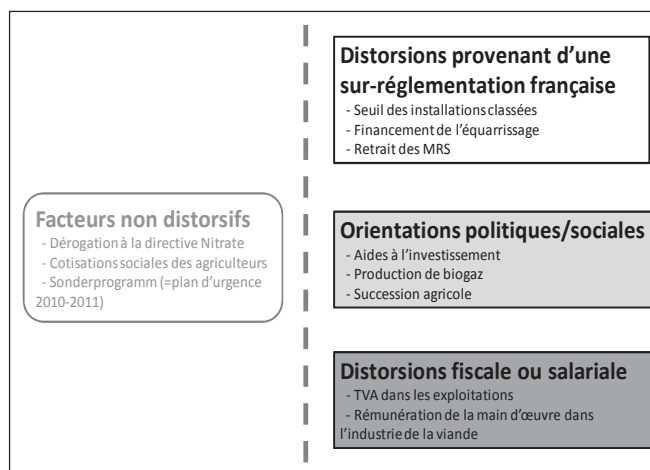 Distorsions provenant d'une
sur-réglementation française
- Seuil des installations classées
- Financement de l'équarrissage
- Retrait des MRS
Facteurs non distorsifs
- Dérogation à la directive Nitrate
- Cotisations sociales des agriculteurs
- Sonderprogramm (=plan d'urgence
2010-2011)
Orientations politiques/sociales
- Aides à l'investissement
- Production de biogaz
- Succession agricole
Distorsions fiscale ou salariale
- TVA dans les exploitations
- Rémunération de la main d'œuvre dans
l'industrie de la viande